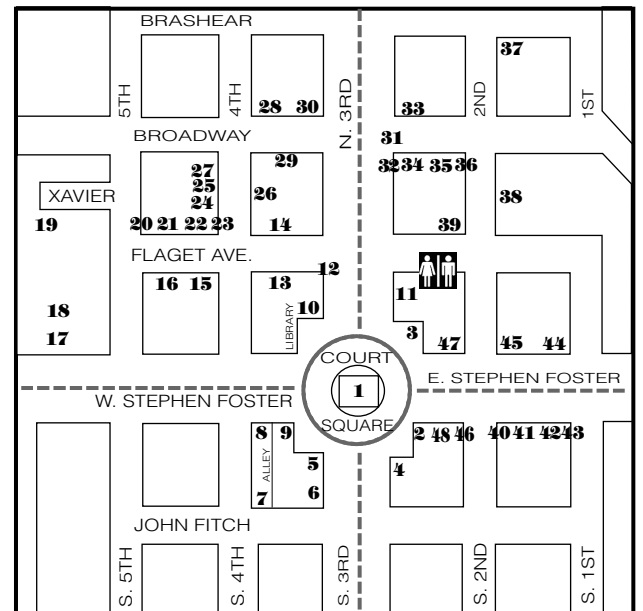 BRASHEAR
37
5TH
4TH
28 30
N. 3RD
33
2ND
1ST
BROADWAY
31
27
29
32 34 35 36
25
XAVIER
24
26
38
19
20 21 22 23
14
39
FLAGET AVE.
12
16 15
13
11
18
LIBRARY
10
17
3
47
45 44
COURT
1
E. STEPHEN FOSTER
W. STEPHEN FOSTER
SQUARE
8 9
2 48 46
40 41 42 43
ALLEY
5
4
7
6
JOHN FITCH
S. 5TH
S. 4TH
S. 3RD
S. 2ND
S. 1ST